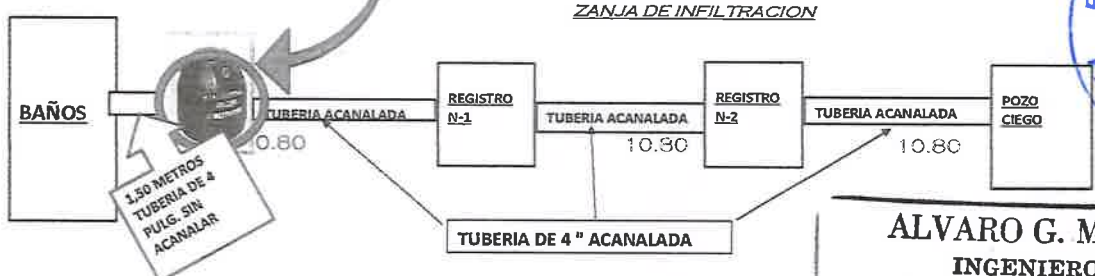 ZANJA DE INFILTRACION
BAÑOS
TUBERIA ACANALADA
0.80
REGISTRO
N-1
TUBERIA ACANALADA
10.80
REGISTRO
N-2
TUBERIA ACANALADA
10.80
POZO
CIEGO
1,50 METROS
TUBERIA DE 4
PULG. SIN
ACANALAR
TUBERIA DE 4 " ACANALADA
ALVARO G. M
INGENIERO